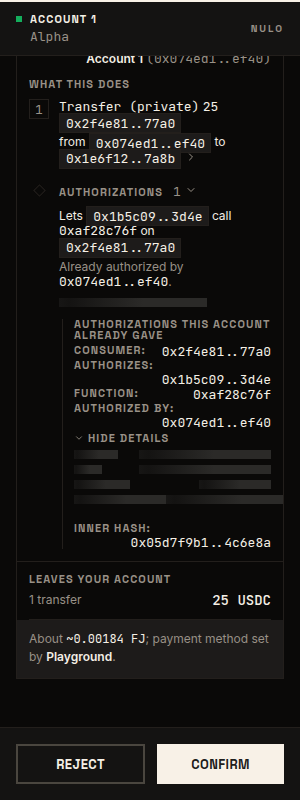 ACCOUNT 1
Alpha
NULO
Account 1 (0x074ed1..ef40)
WHAT THIS DOES
1
Transfer (private) 25
0x2f4e81..77a0
from 0x074ed1..ef40 to
0x1e6f12..7a8b
AUTHORIZATIONS 1
Lets 0x1b5c09..3d4e call
0xaf28c76f on
0x2f4e81..77a0
Already authorized by
0x074ed1..ef40.
AUTHORIZATIONS THIS ACCOUNT
ALREADY GAVE
CONSUMER: 0x2f4e81..77a0
AUTHORIZES:
0x1b5c09..3d4e
FUNCTION: 0xaf28c76f
AUTHORIZED BY:
0x074ed1..ef40
HIDE DETAILS
INNER HASH:
0x05d7f9b1..4c6e8a
LEAVES YOUR ACCOUNT
1 transfer 25 USDC
About ~0.00184 FJ; payment method set
by Playground.
REJECT
CONFIRM